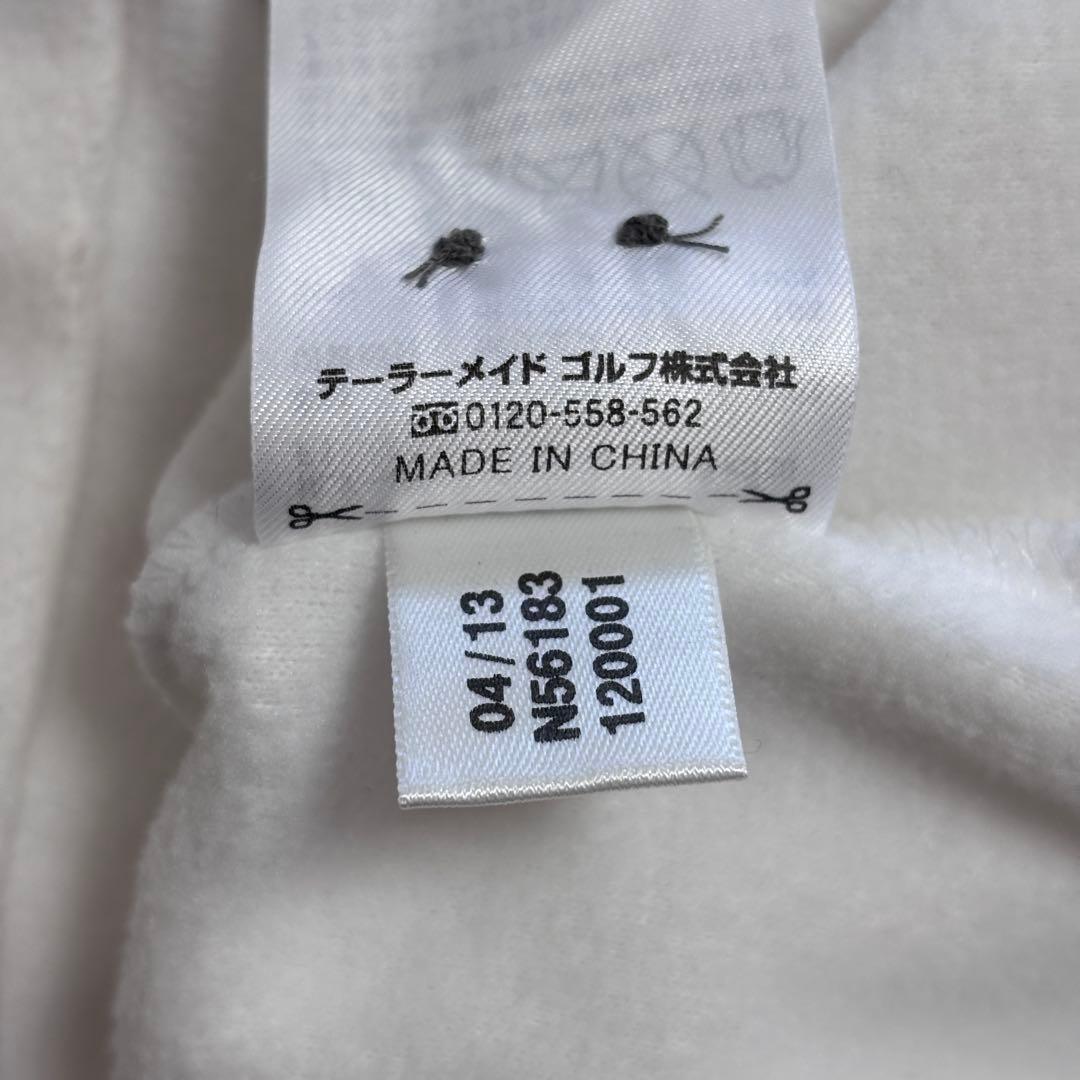 テーラーメイド ゴルフ株式会社
0120-558-562
MADE IN CHINA
04/13
N56183
120001